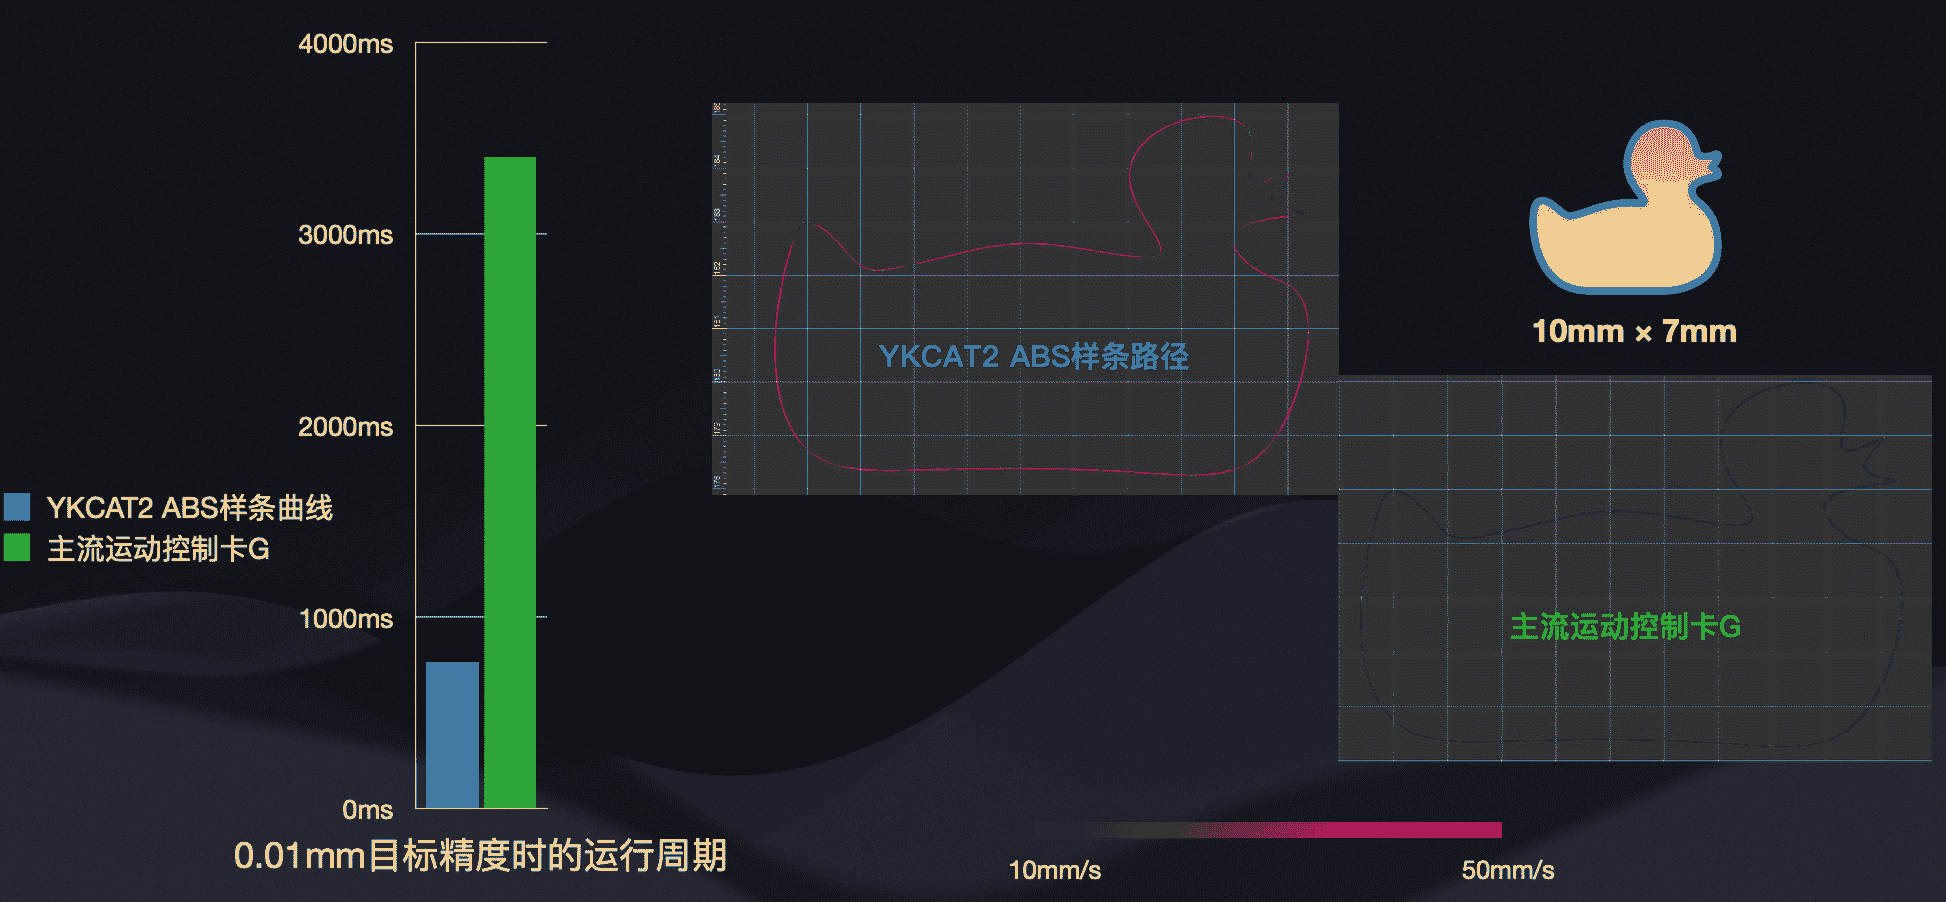 4000ms
3000ms
2000ms
1000ms
0ms
YKCAT2 ABS样条曲线
主流运动控制卡G
0.01mm目标精度时的运行周期
YKCAT2 ABS样条路径
10mm × 7mm
主流运动控制卡G
10mm/s
50mm/s